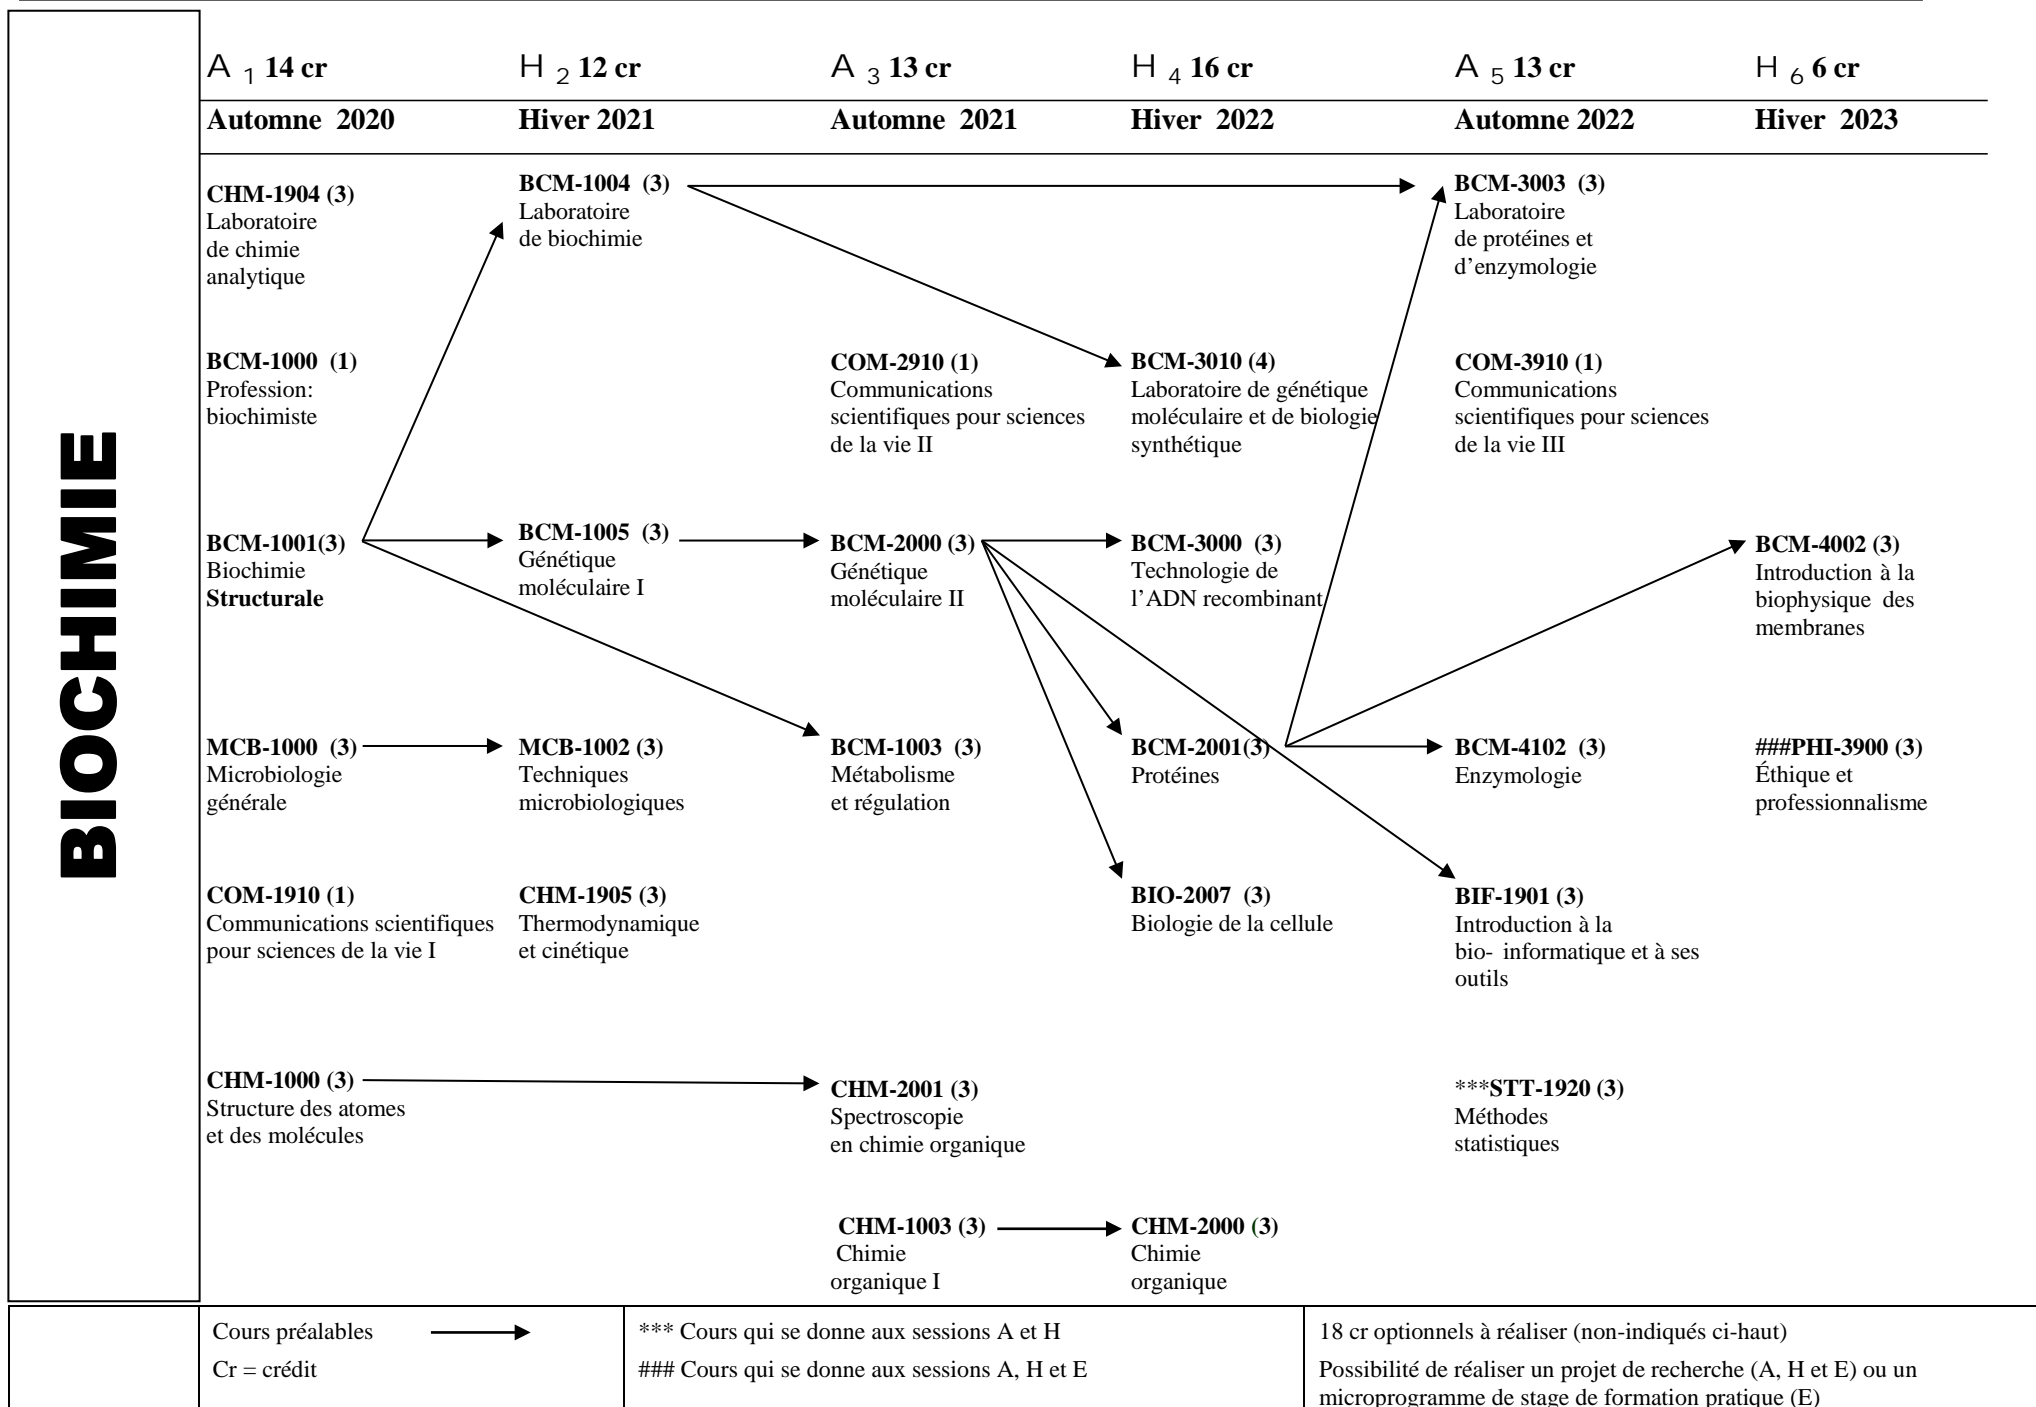 BIOCHIMIE
A 1 14 cr
H 2 12 cr
A 3 13 cr
H 4 16 cr
A 5 13 cr
H 6 6 cr
Automne 2020
Hiver 2021
Automne 2021
Hiver 2022
Automne 2022
Hiver 2023
CHM-1904 (3)
Laboratoire
de chimie
analytique
BCM-1004 (3)
Laboratoire
de biochimie
BCM-3003 (3)
Laboratoire
de protéines et
d’enzymologie
BCM-1000 (1)
Profession:
biochimiste
COM-2910 (1)
Communications
scientifiques pour sciences
de la vie II
BCM-3010 (4)
Laboratoire de génétique
moléculaire et de biologie
synthétique
COM-3910 (1)
Communications
scientifiques pour sciences
de la vie III
BCM-1001(3)
Biochimie
Structurale
BCM-1005 (3)
Génétique
moléculaire I
BCM-2000 (3)
Génétique
moléculaire II
BCM-3000 (3)
Technologie de
l’ADN recombinant
BCM-4002 (3)
Introduction à la
biophysique des
membranes
MCB-1000 (3)
Microbiologie
générale
MCB-1002 (3)
Techniques
microbiologiques
BCM-1003 (3)
Métabolisme
et régulation
BCM-2001(3)
Protéines
BCM-4102 (3)
Enzymologie
###PHI-3900 (3)
Éthique et
professionnalisme
COM-1910 (1)
Communications scientifiques
pour sciences de la vie I
CHM-1905 (3)
Thermodynamique
et cinétique
BIO-2007 (3)
Biologie de la cellule
BIF-1901 (3)
Introduction à la
bio- informatique et à ses
outils
CHM-1000 (3)
Structure des atomes
et des molécules
CHM-2001 (3)
Spectroscopie
en chimie organique
***STT-1920 (3)
Méthodes
statistiques
CHM-1003 (3)
Chimie
organique I
CHM-2000 (3)
Chimie
organique
Cours préalables
Cr = crédit
*** Cours qui se donne aux sessions A et H
### Cours qui se donne aux sessions A, H et E
18 cr optionnels à réaliser (non-indiqués ci-haut)
Possibilité de réaliser un projet de recherche (A, H et E) ou un
microprogramme de stage de formation pratique (E)